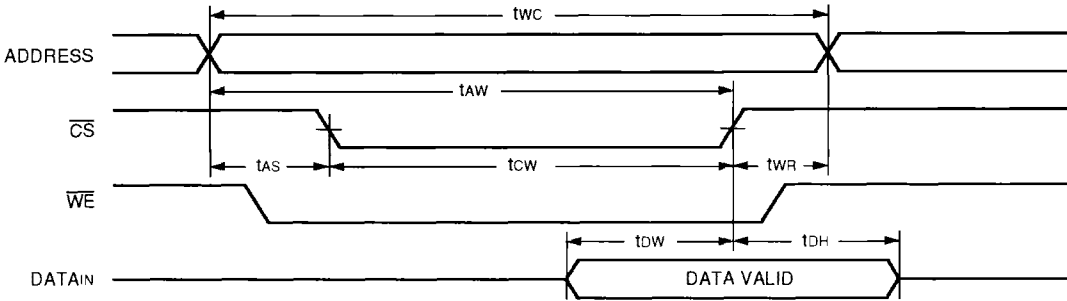 tWC
ADDRESS
tAW
CS
tAS
tCW
tWR
WE
tDW
tDH
DATAIN
DATA VALID